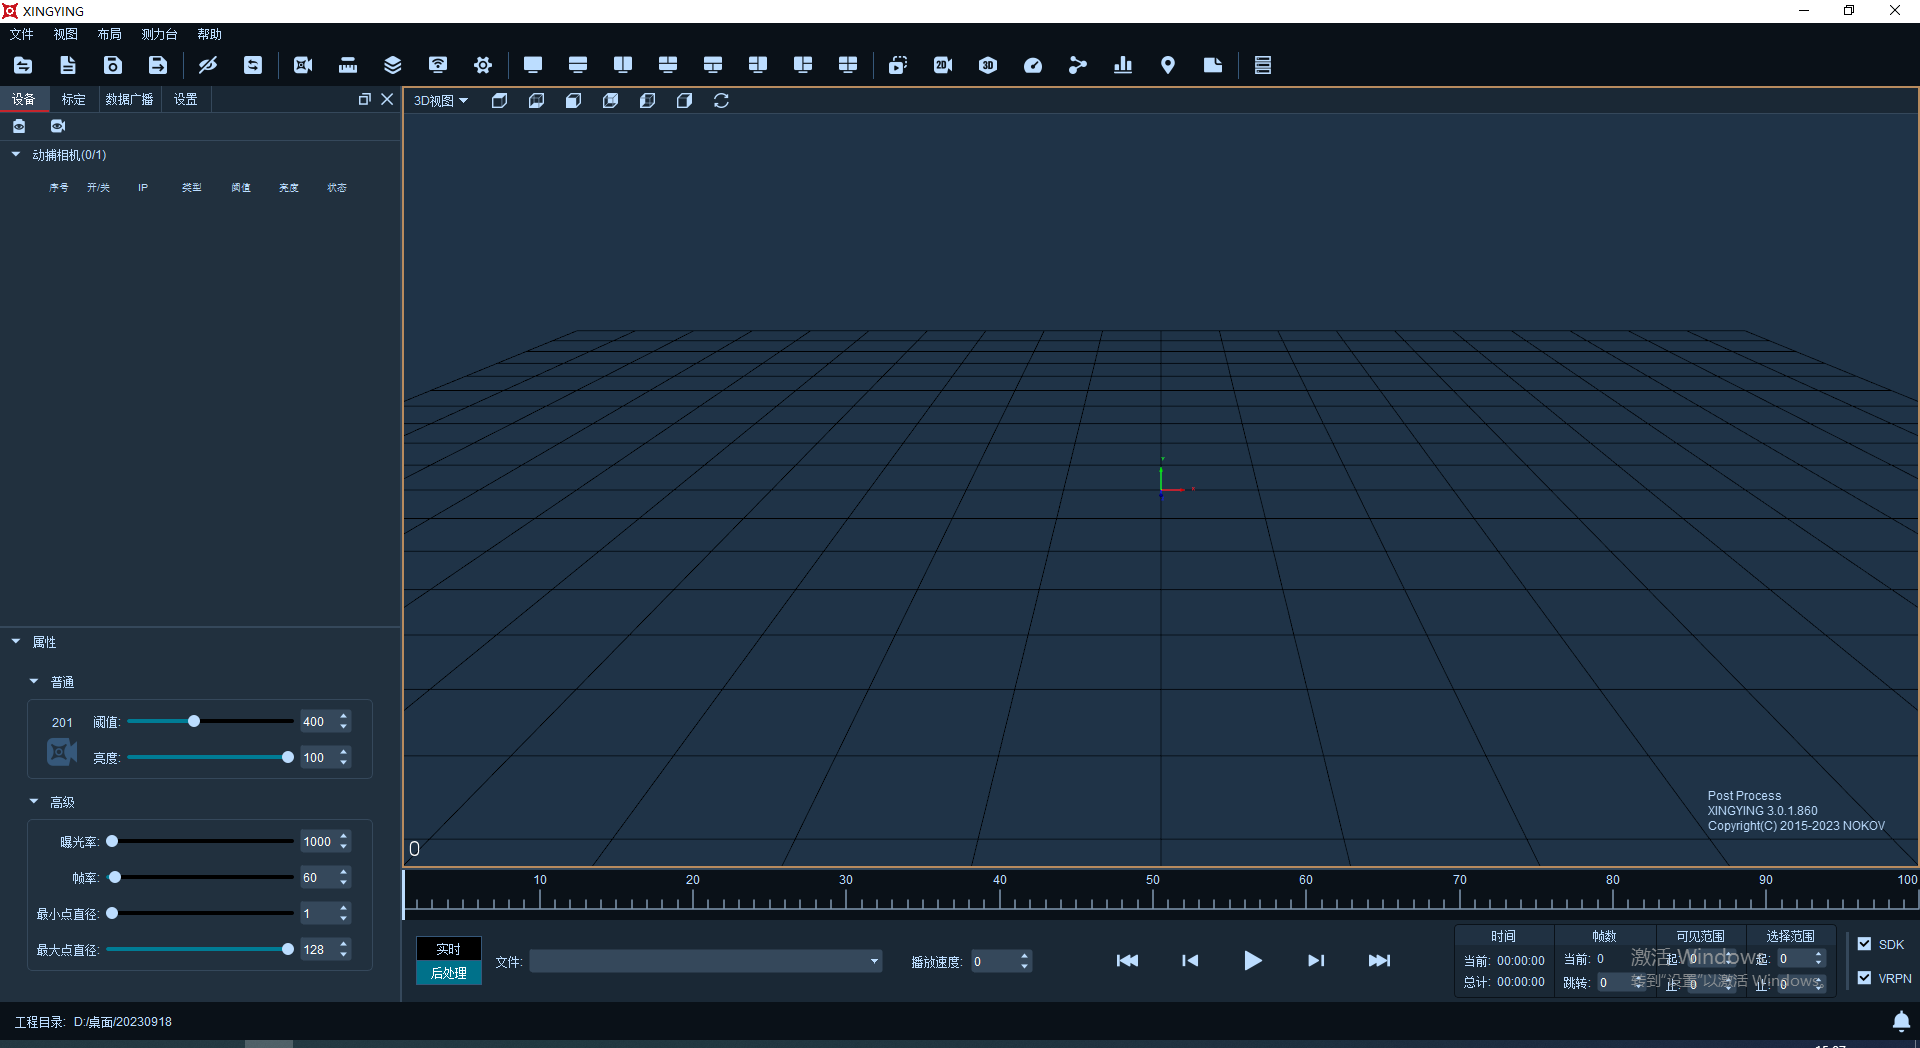 XINGYING
文件 视图 布局 测力台 帮助
2D 3D
设备 标定 数据广播 设置
3D视图
动捕相机(0/1)
序号 开/关 IP 类型 阈值 亮度 状态
Y
X
属性
普通
201 阈值: 400
亮度: 100
高级
曝光率: 1000
帧率: 60
最小点直径: 1
最大点直径: 128
Post Process
XINGYING 3.0.1.860
Copyright(C) 2015-2023 NOKOV
0
10 20 30 40 50 60 70 80 90 100
实时
后处理
文件:
播放速度: 0
时间 帧数 可见范围 选择范围
当前: 00:00:00 当前: 0 起: 0 起: 0
总计: 00:00:00 跳转: 0 止: 0 止: 0
激活 Windows
转到"设置"以激活 Windows。
SDK
VRPN
工程目录: D:/桌面/20230918